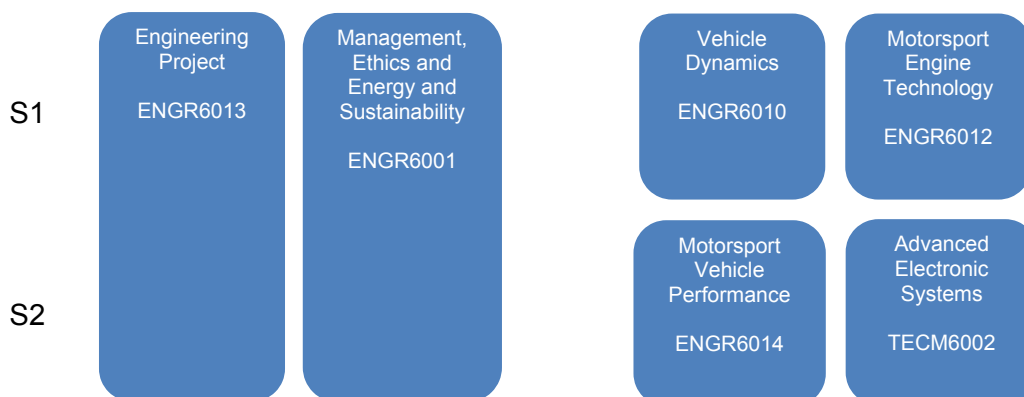 S1
Engineering
Project
ENGR6013
Management,
Ethics and
Energy and
Sustainability
ENGR6001
Vehicle
Dynamics
ENGR6010
Motorsport
Engine
Technology
ENGR6012
S2
Motorsport
Vehicle
Performance
ENGR6014
Advanced
Electronic
Systems
TECM6002